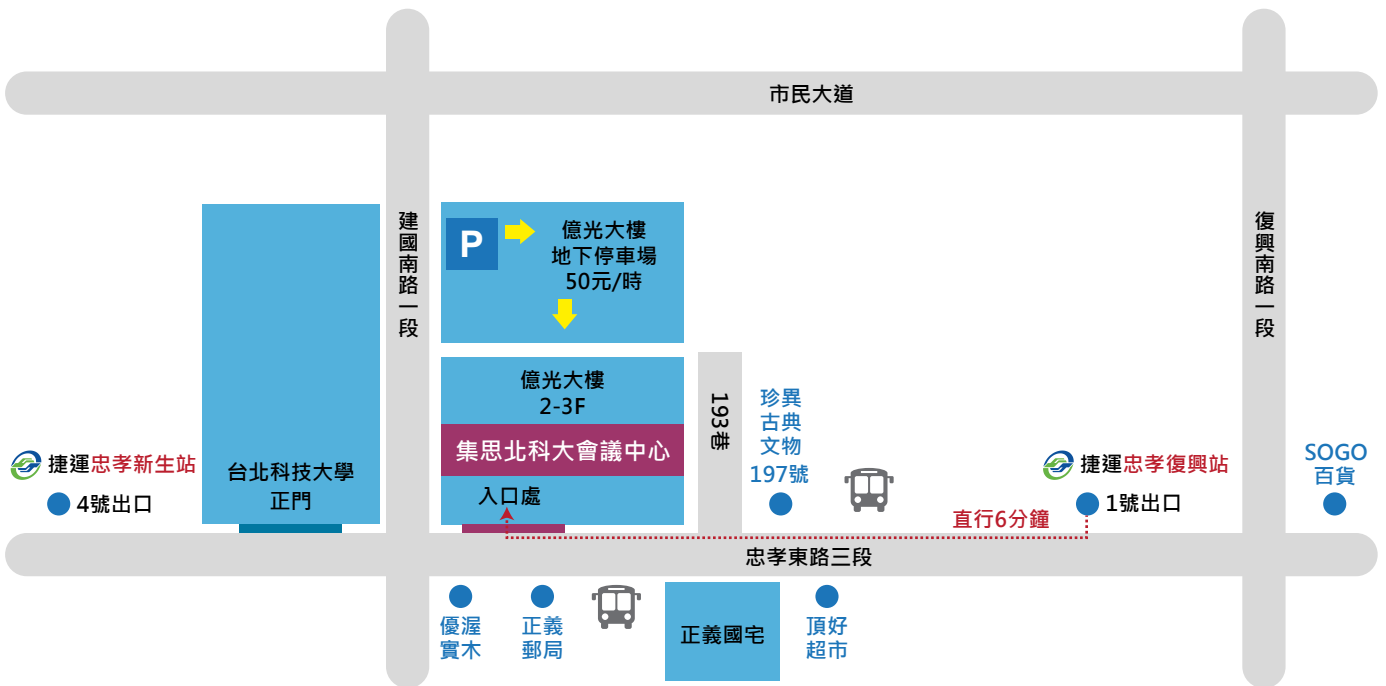 市民大道
建國南路一段
復興南路一段
P
億光大樓
地下停車場
50元/時
億光大樓
2-3F
集思北科大會議中心
入口處
193巷
珍異
古典
文物
197號
捷運忠孝新生站
4號出口
台北科技大學
正門
捷運忠孝復興站
1號出口
直行6分鐘
SOGO
百貨
忠孝東路三段
優渥
實木
正義
郵局
正義國宅
頂好
超市